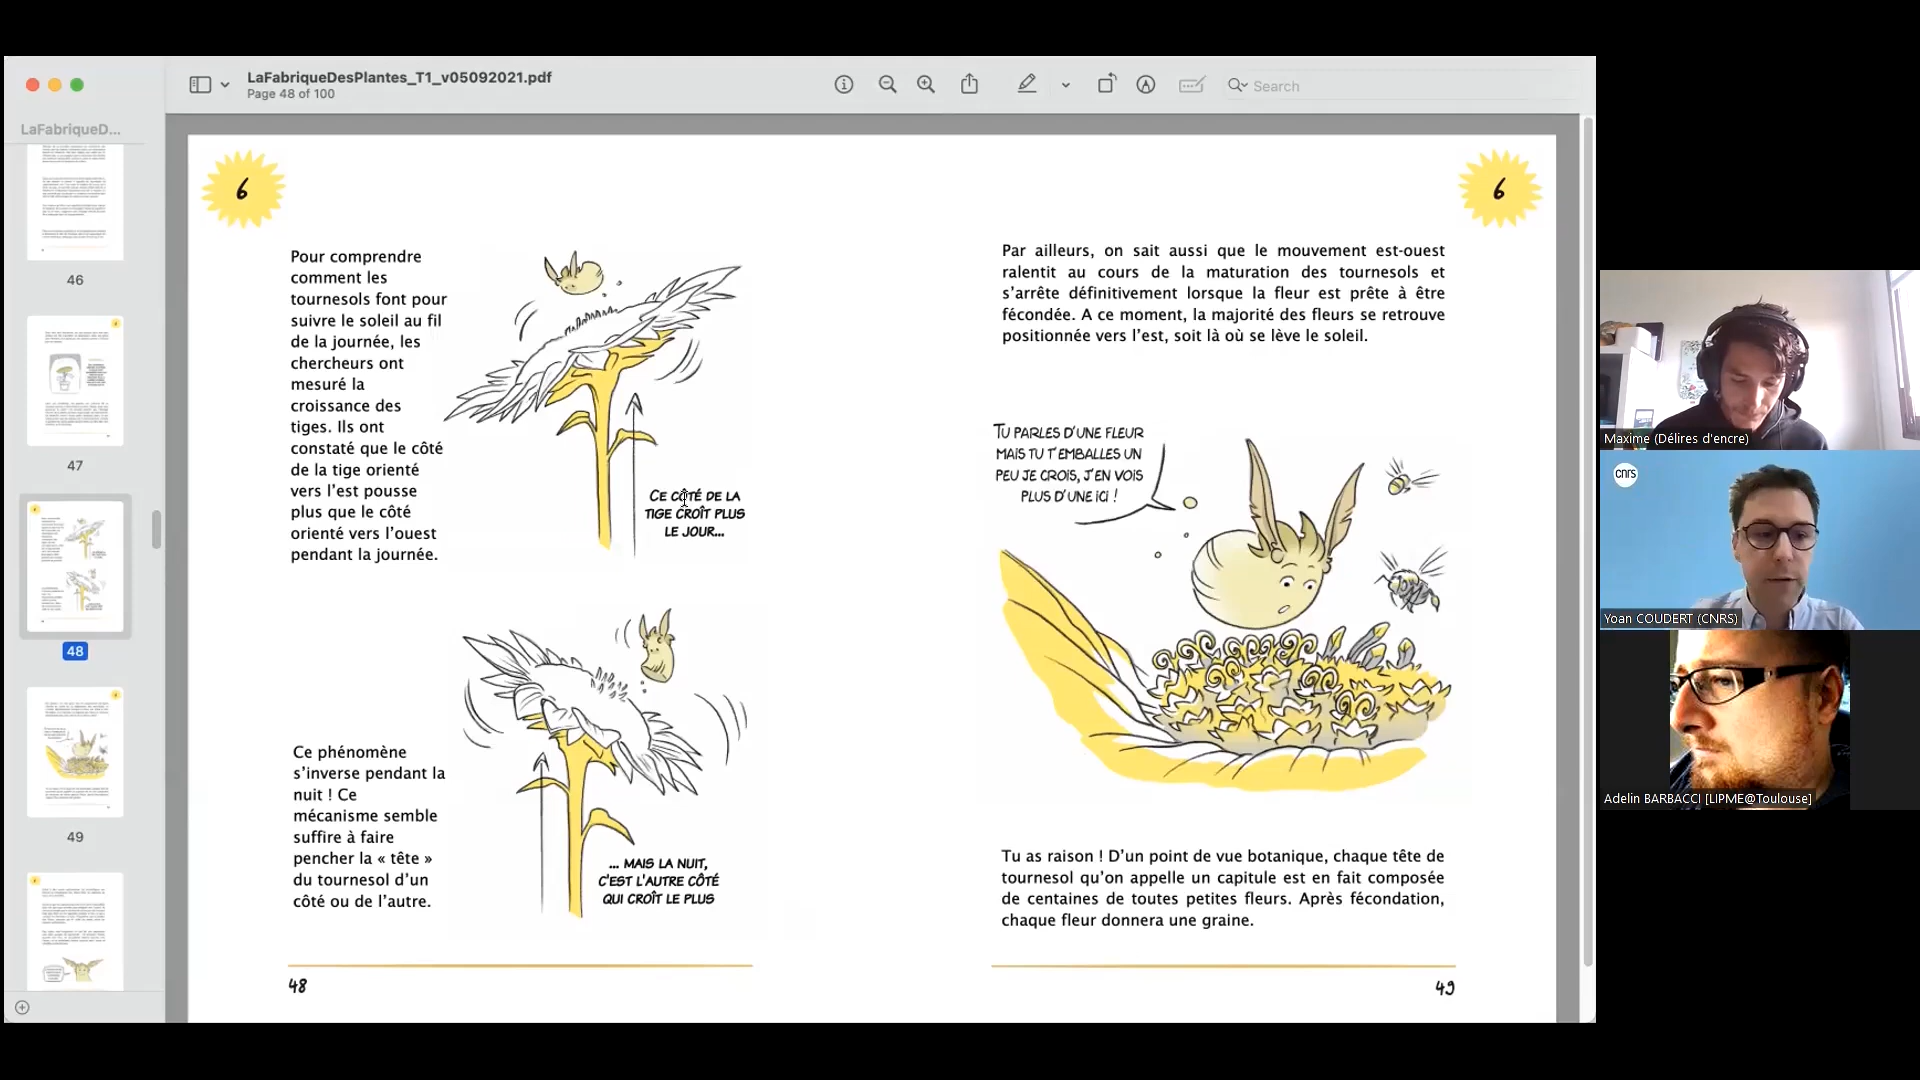 LaFabriqueDesPlantes_T1_v05092021.pdf
Page 48 of 100
Search
LaFabriqueD...
46
47
48
49
6
Pour comprendre
comment les
tournesols font pour
suivre le soleil au fil
de la journée, les
chercheurs ont
mesuré la
croissance des
tiges. Ils ont
constaté que le côté
de la tige orienté
vers l'est pousse
plus que le côté
orienté vers l'ouest
pendant la journée.
CE CÔTÉ DE LA
TIGE CROÎT PLUS
LE JOUR...
Ce phénomène
s'inverse pendant la
nuit ! Ce
mécanisme semble
suffire à faire
pencher la « tête »
du tournesol d'un
côté ou de l'autre.
... MAIS LA NUIT,
C'EST L'AUTRE CÔTÉ
QUI CROÎT LE PLUS
48
6
Par ailleurs, on sait aussi que le mouvement est-ouest
ralentit au cours de la maturation des tournesols et
s'arrête définitivement lorsque la fleur est prête à être
fécondée. A ce moment, la majorité des fleurs se retrouve
positionnée vers l'est, soit là où se lève le soleil.
TU PARLES D'UNE FLEUR
MAIS TU T'EMBALLES UN
PEU JE CROIS, J'EN VOIS
PLUS D'UNE ICI !
Tu as raison ! D'un point de vue botanique, chaque tête de
tournesol qu'on appelle un capitule est en fait composée
de centaines de toutes petites fleurs. Après fécondation,
chaque fleur donnera une graine.
49
Maxime (Délires d'encre)
cnrs
Yoan COUDERT (CNRS)
Adelin BARBACCI [LIPME@Toulouse]